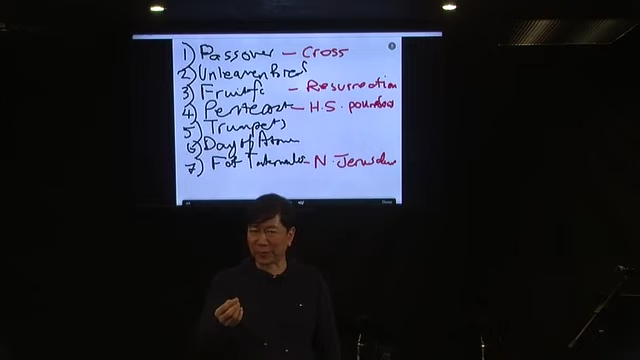 1) Passover - Cross
2) Unleaven Bread
3) Fruit - Resurrection
4) Pentecost - H.S. poured
5) Trumpets
6) Day of Atone
7) F of Tabernacles - N. Jerusalem